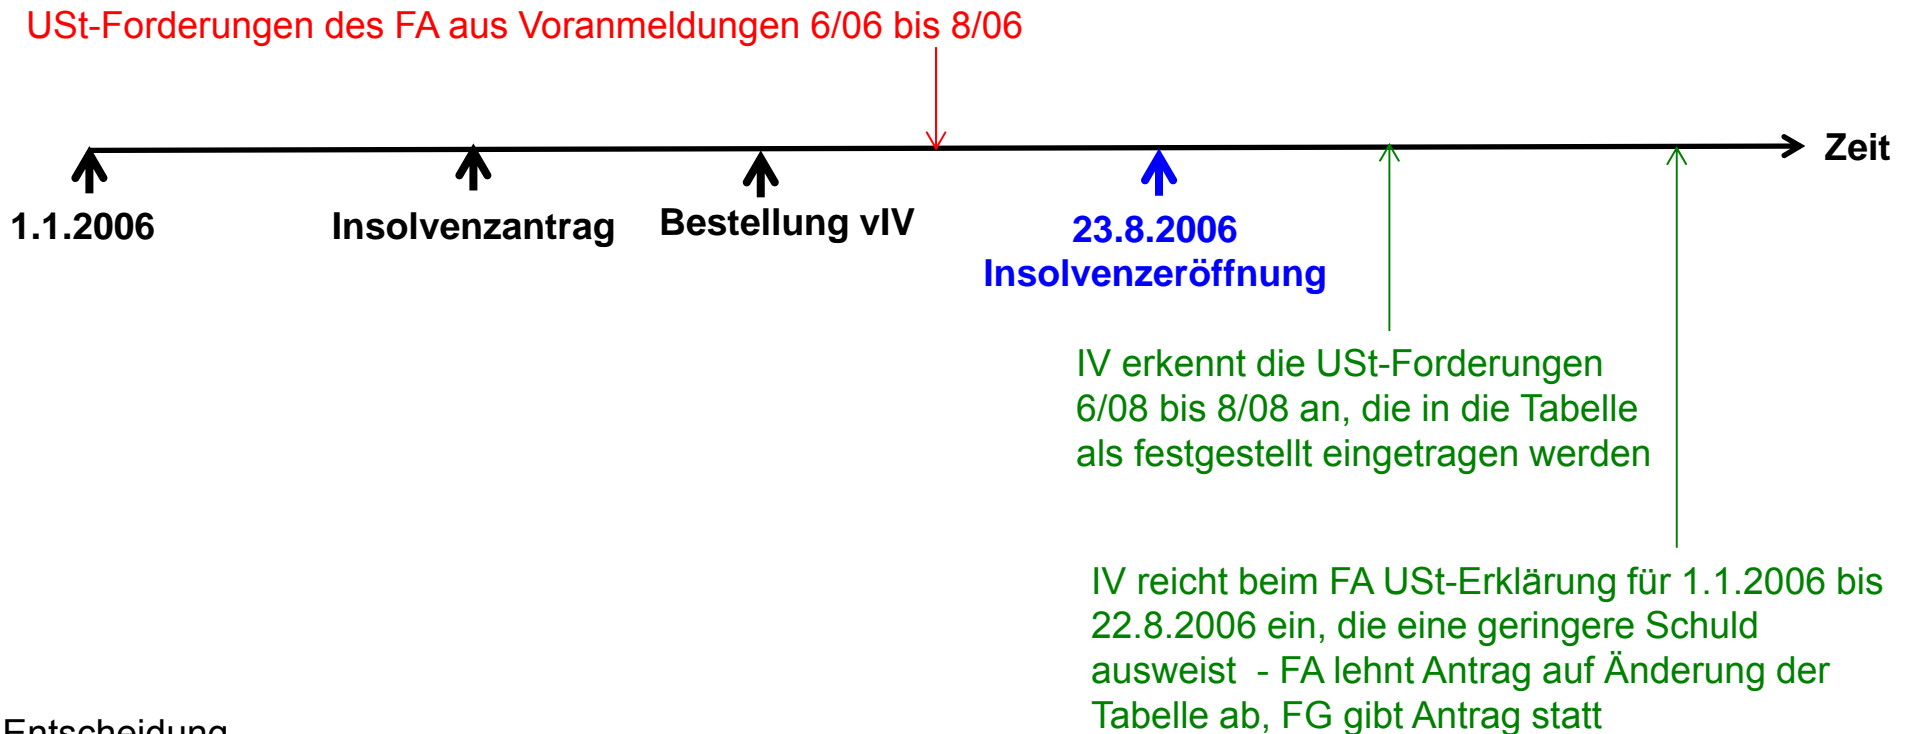 USt-Forderungen des FA aus Voranmeldungen 6/06 bis 8/06
Zeit
1.1.2006
Insolvenzantrag
Bestellung vIV
23.8.2006
Insolvenzeröffnung
IV erkennt die USt-Forderungen
6/08 bis 8/08 an, die in die Tabelle
als festgestellt eingetragen werden
IV reicht beim FA USt-Erklärung für 1.1.2006 bis
22.8.2006 ein, die eine geringere Schuld
ausweist - FA lehnt Antrag auf Änderung der
Tabelle ab, FG gibt Antrag statt
Entscheidung